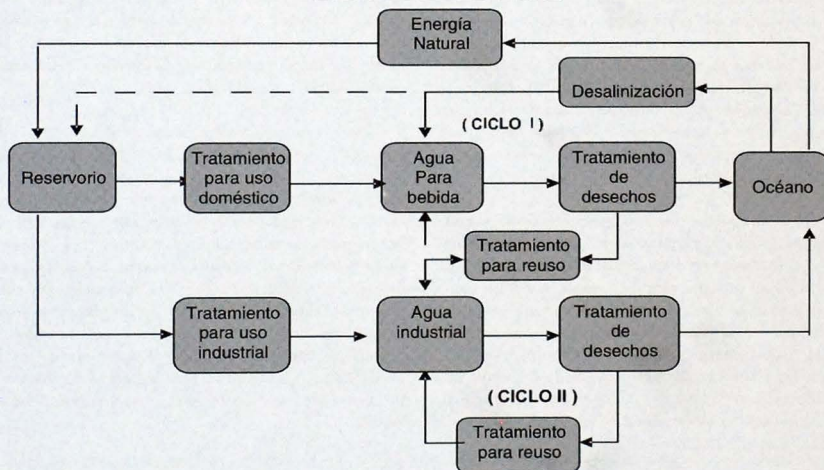 Energía
Natural
Desalinización
( CICLO I )
Reservorio
Tratamiento
para uso
doméstico
Agua
Para
bebida
Tratamiento
de
desechos
Océano
Tratamiento
para reuso
Tratamiento
para uso
industrial
Agua
industrial
Tratamiento
de
desechos
( CICLO II )
Tratamiento
para reuso